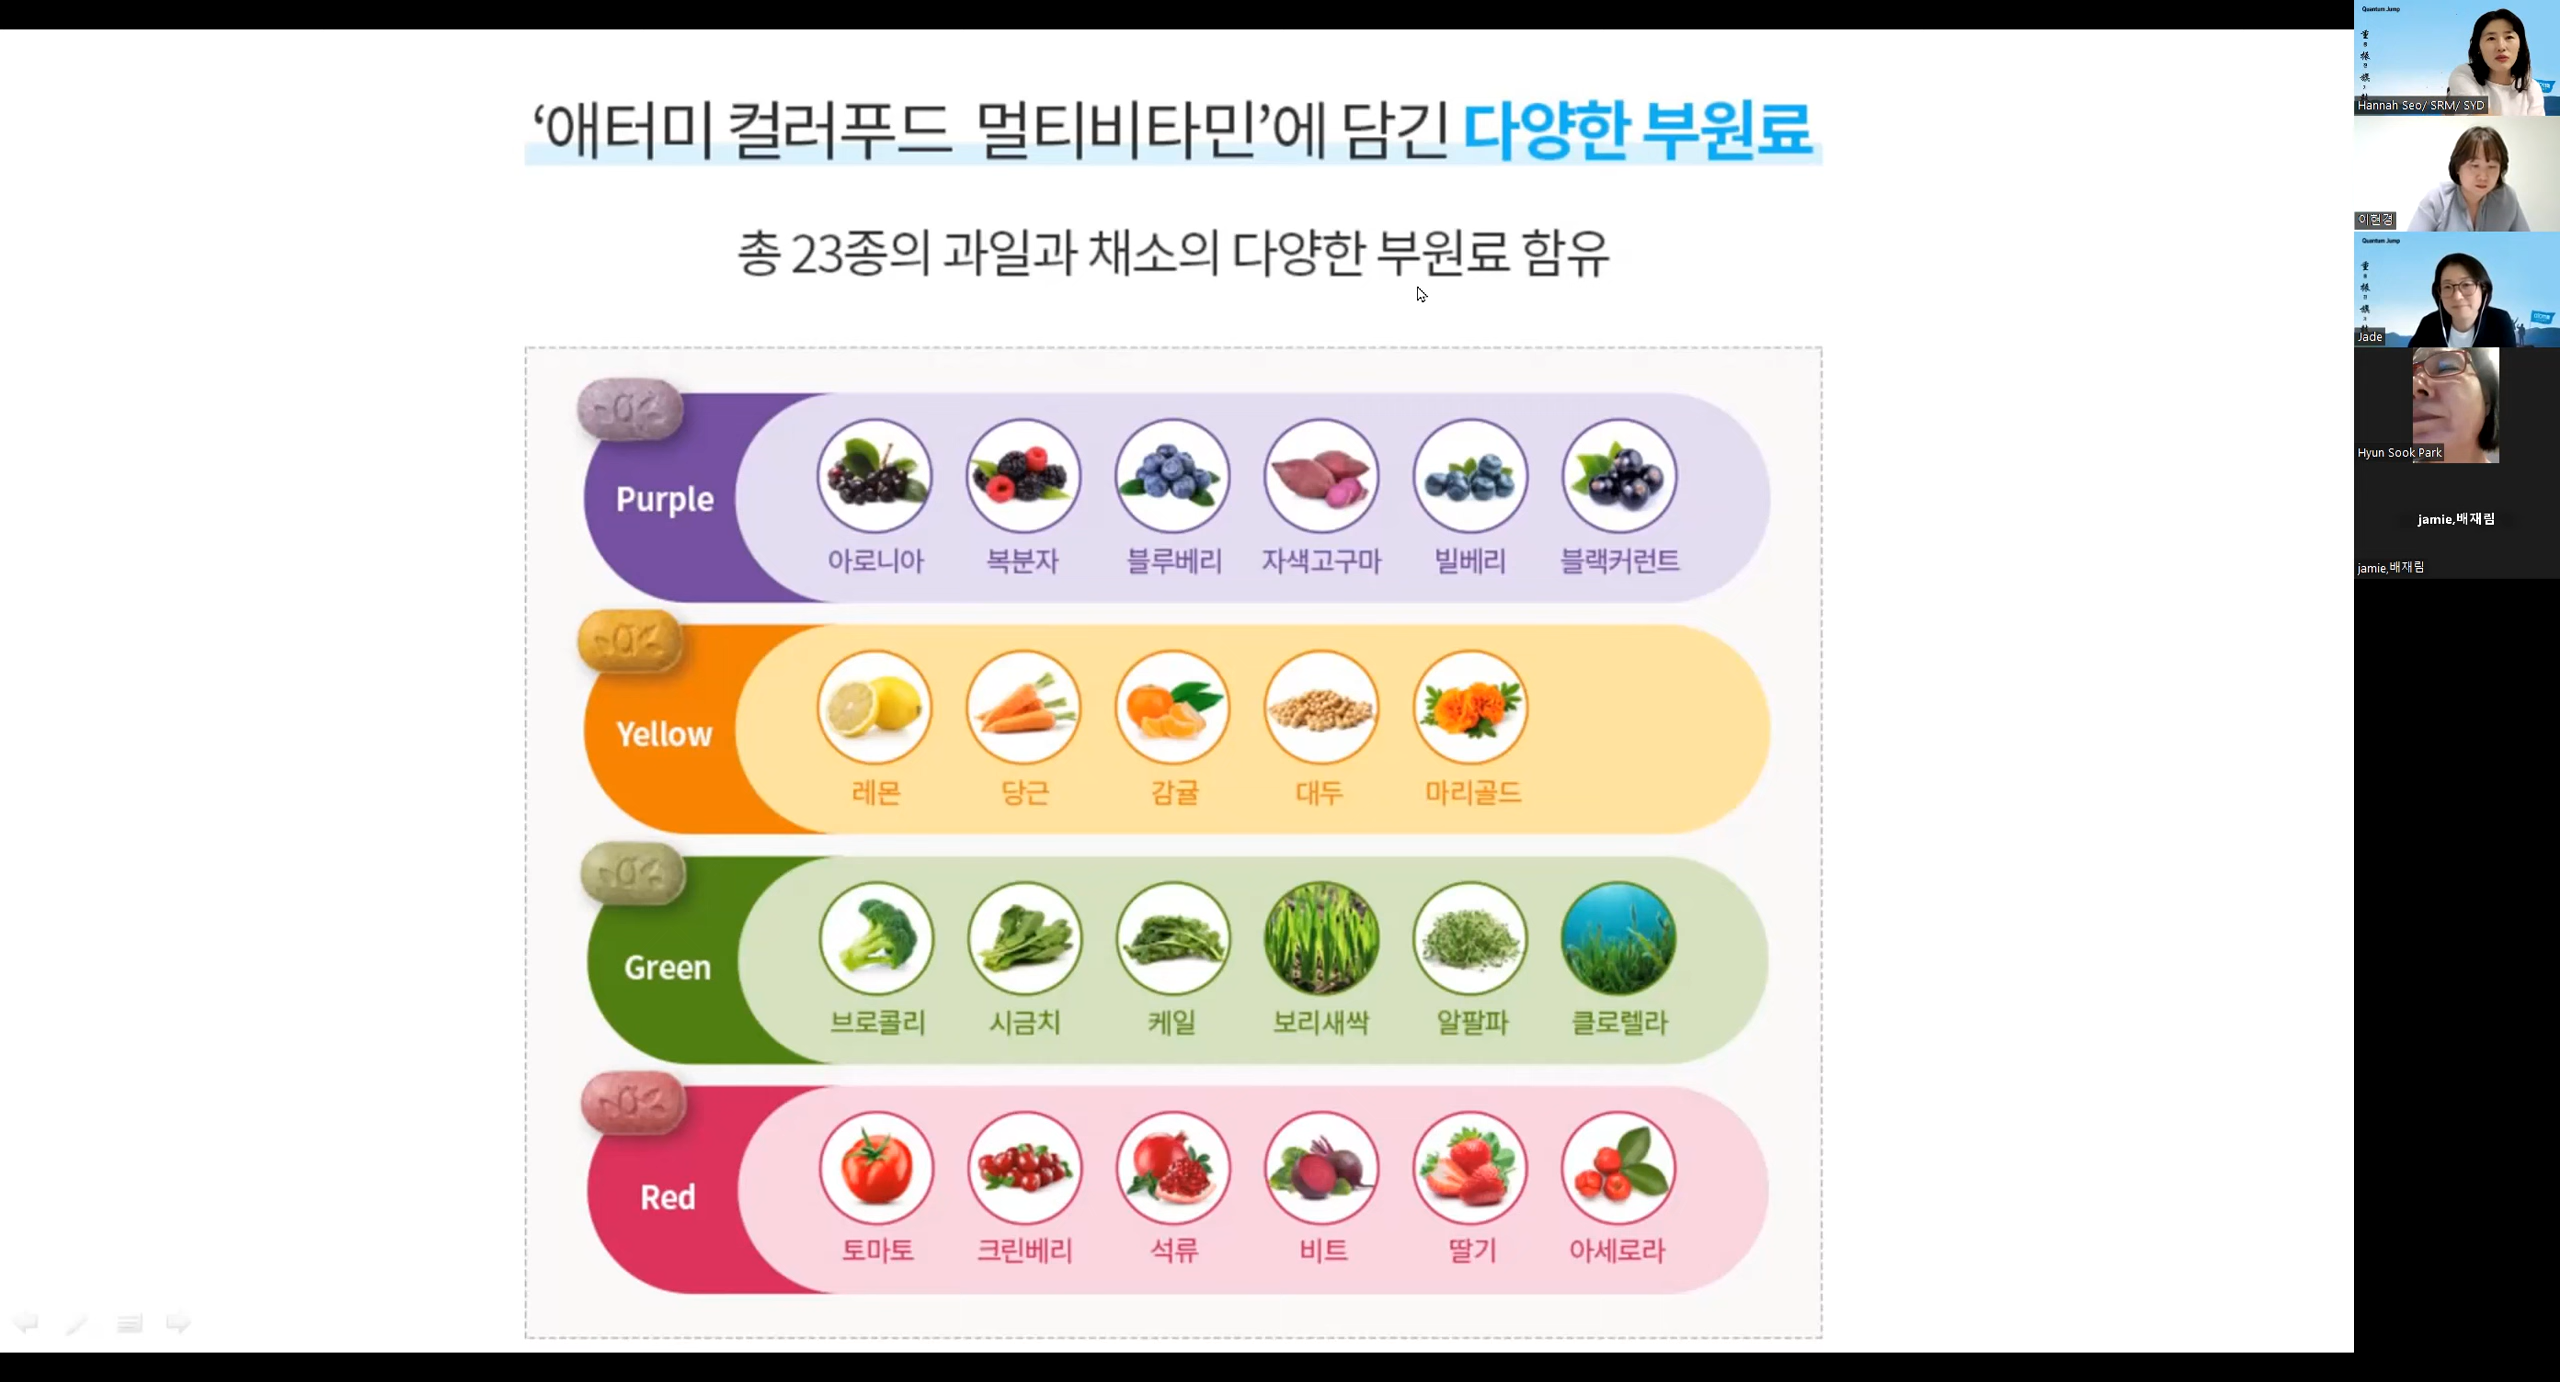 ‘애터미 컬러푸드 멀티비타민’에 담긴 다양한 부원료
총 23종의 과일과 채소의 다양한 부원료 함유
Purple
아로니아 복분자 블루베리 자색고구마 빌베리 블랙커런트
Yellow
레몬 당근 감귤 대두 마리골드
Green
브로콜리 시금치 케일 보리새싹 알팔파 클로렐라
Red
토마토 크린베리 석류 비트 딸기 아세로라
Quantum Jump
Hannah Seo/ SRM/ SYD
이현경
Quantum Jump
Jade
Hyun Sook Park
jamie,배재림
jamie,배재림